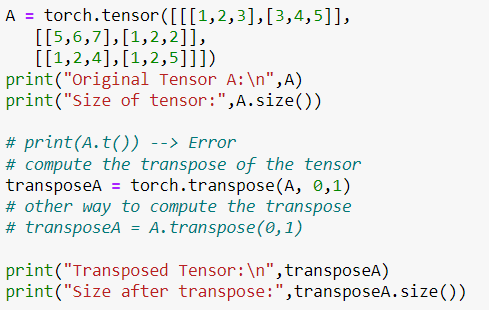 A = torch.tensor([[[1,2,3],[3,4,5]],
[[5,6,7],[1,2,2]],
[[1,2,4],[1,2,5]]])
print("Original Tensor A:\n",A)
print("Size of tensor:",A.size())
# print(A.t()) --> Error
# compute the transpose of the tensor
transposeA = torch.transpose(A, 0,1)
# other way to compute the transpose
# transposeA = A.transpose(0,1)
print("Transposed Tensor:\n",transposeA)
print("Size after transpose:",transposeA.size())